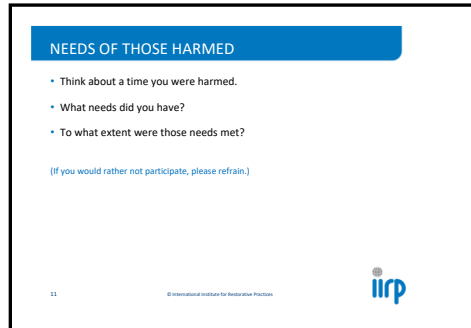 NEEDS OF THOSE HARMED
• Think about a time you were harmed.
• What needs did you have?
• To what extent were those needs met?
(If you would rather not participate, please refrain.)
11
© International Institute for Restorative Practices
iirp